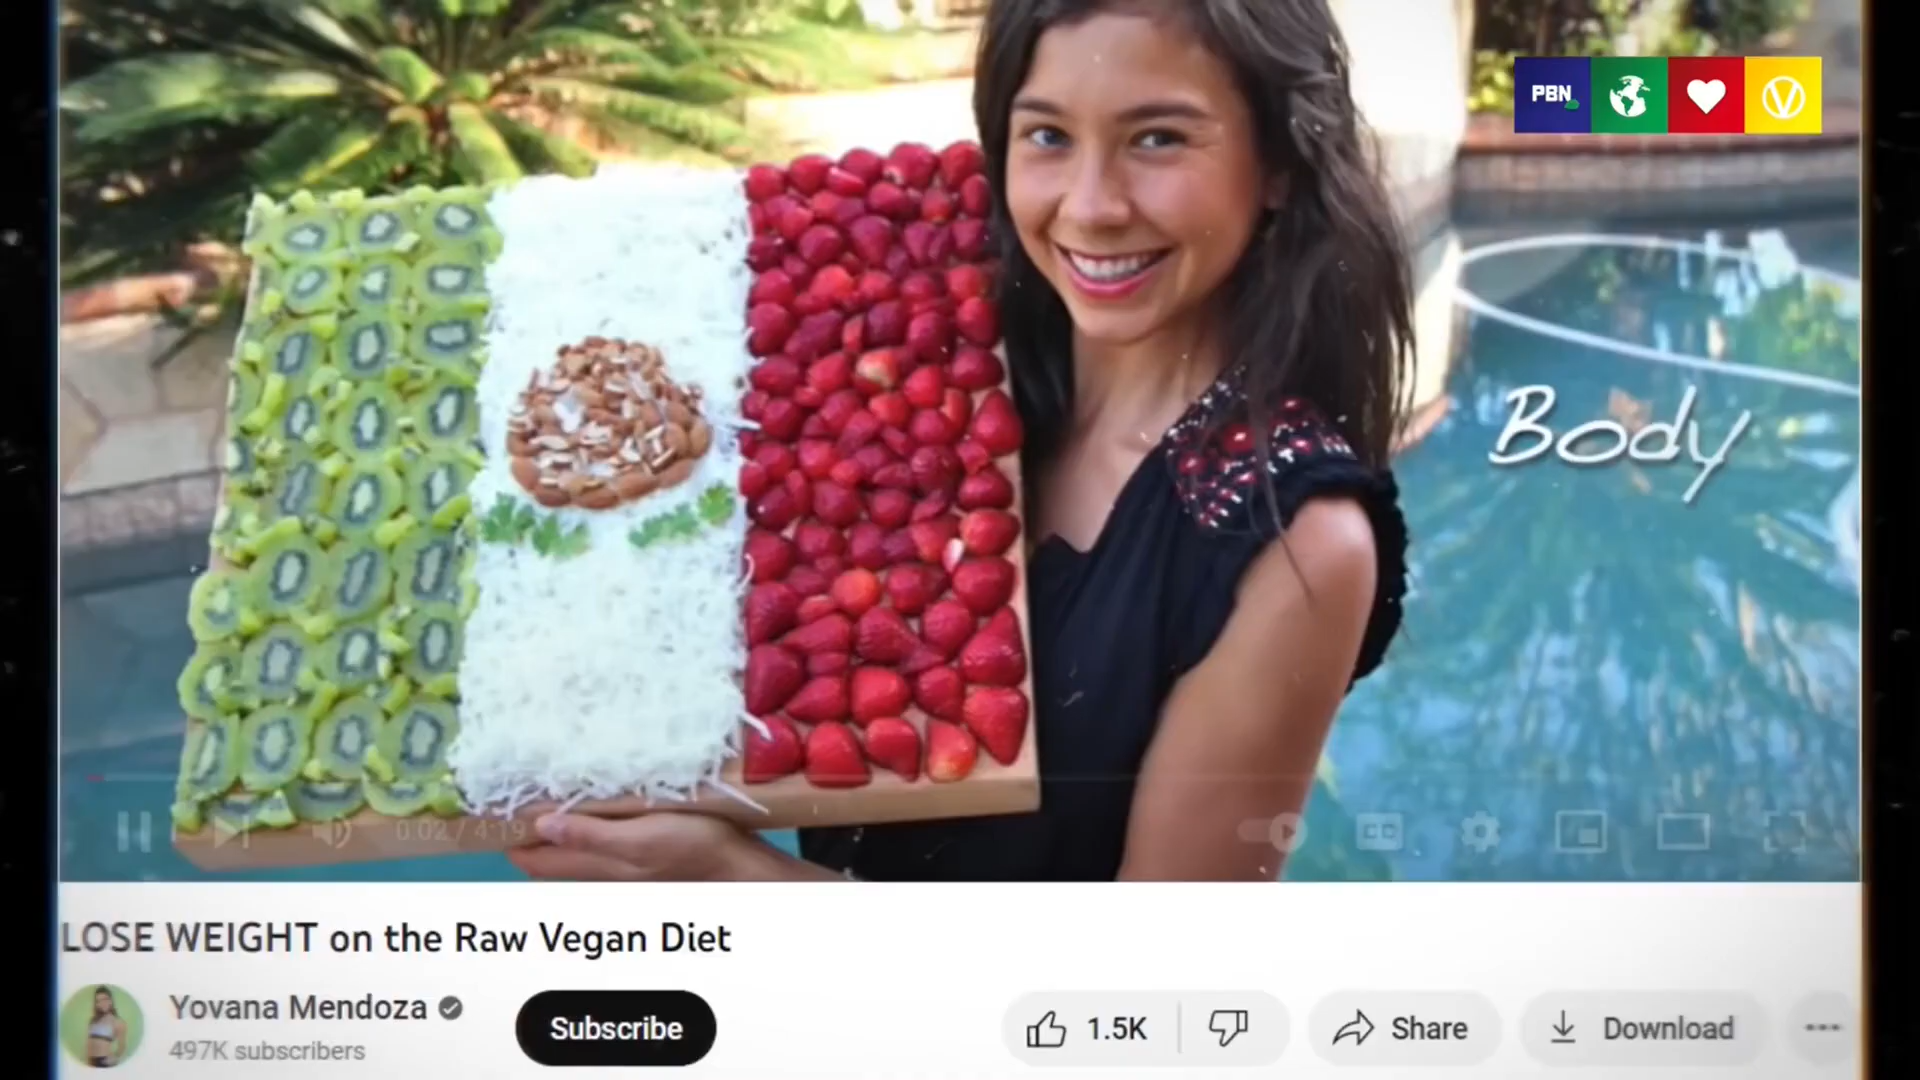 PBN
Body
0:02 / 4:19
CC
LOSE WEIGHT on the Raw Vegan Diet
Yovana Mendoza
497K subscribers
Subscribe
1.5K
Share
Download